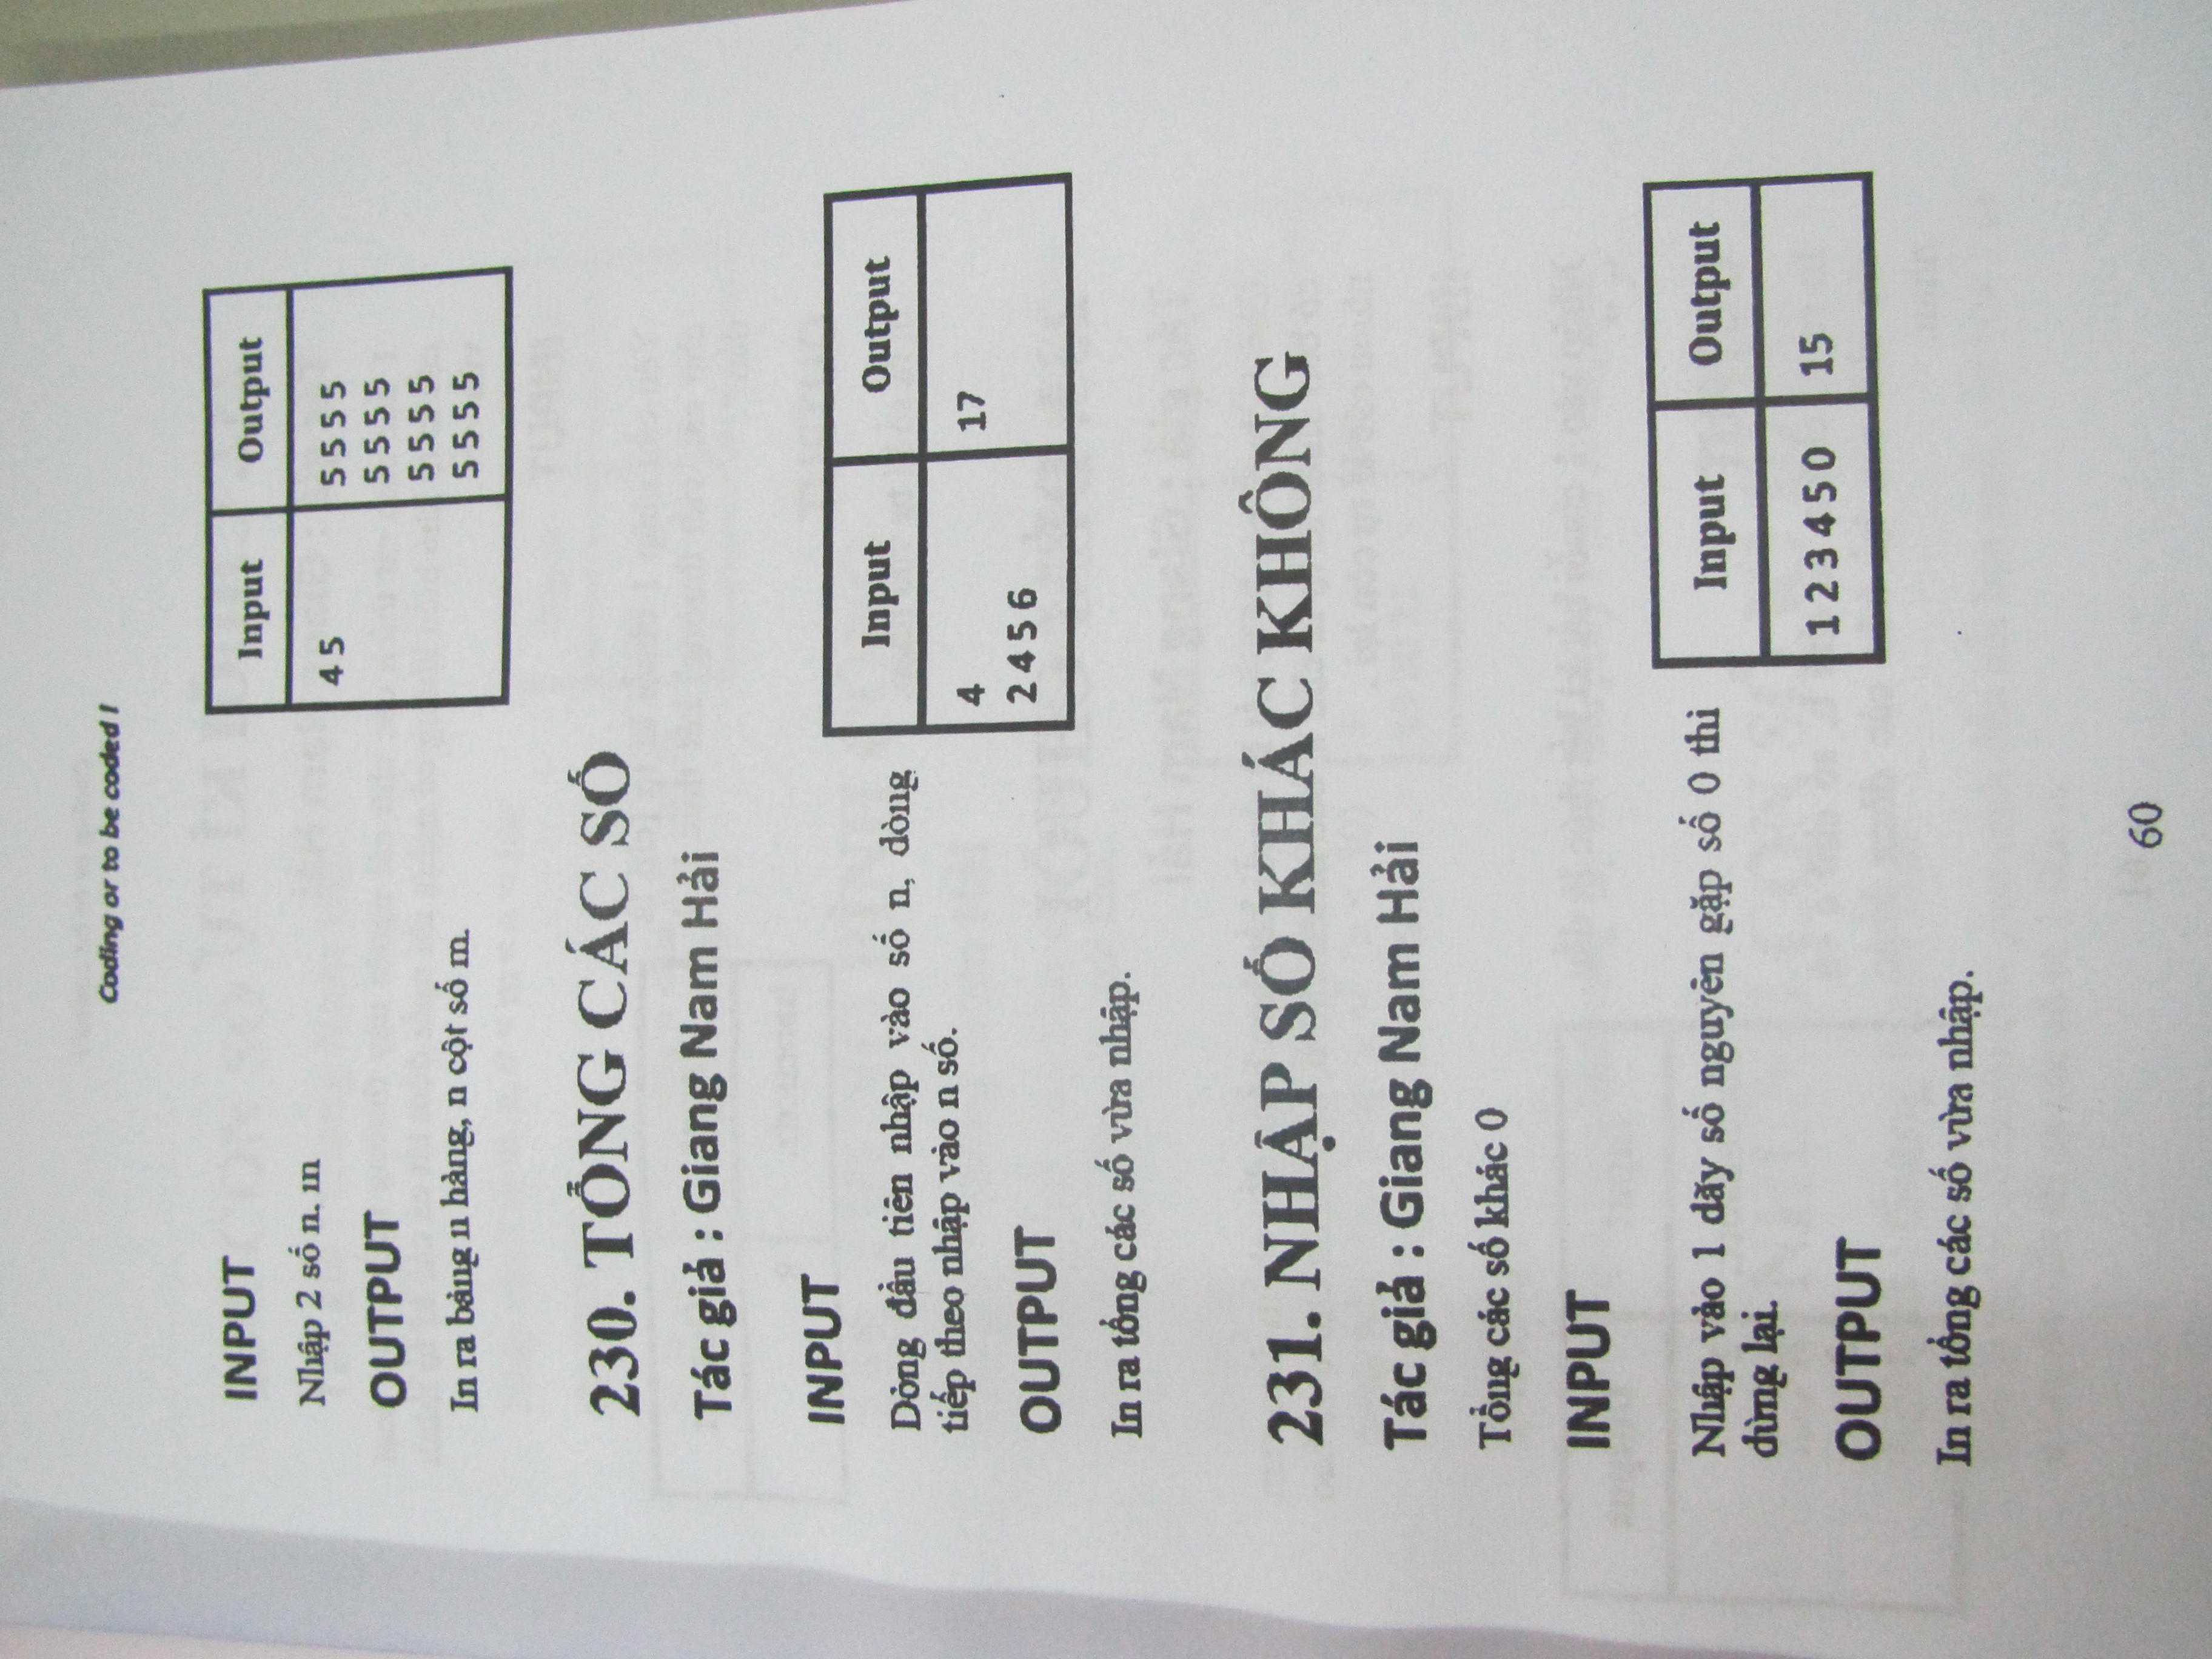 Coding or to be coded !
INPUT
Nhập 2 số n, m
OUTPUT
In ra bảng n hàng, n cột số m.
Input Output
4 5 5 5 5 5
5 5 5 5
5 5 5 5
5 5 5 5
230. TỔNG CÁC SỐ
Tác giả : Giang Nam Hải
INPUT
Dòng đầu tiên nhập vào số n, dòng
tiếp theo nhập vào n số.
OUTPUT
In ra tổng các số vừa nhập.
Input Output
4 17
2 4 5 6
231. NHẬP SỐ KHÁC KHÔNG
Tác giả : Giang Nam Hải
Tổng các số khác 0
INPUT
Nhập vào 1 dãy số nguyên gặp số 0 thì
dừng lại.
OUTPUT
In ra tổng các số vừa nhập.
Input Output
1 2 3 4 5 0 15
60